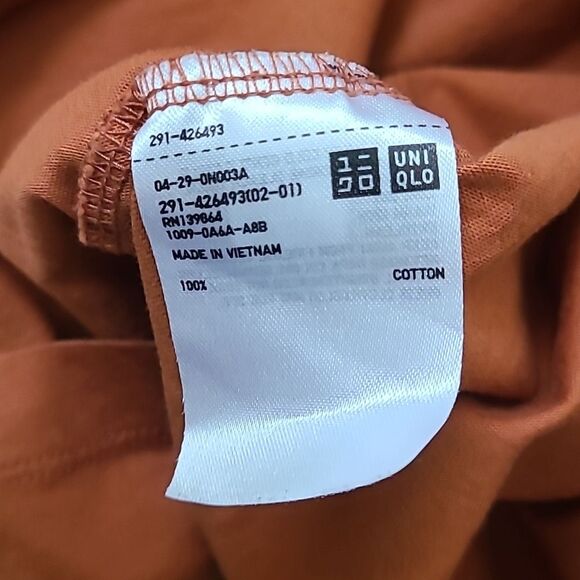 291-426493
04-29-0N003A
291-426493(02-01)
RN139864
1009-0A6A-A8B
MADE IN VIETNAM
100% COTTON
ユニ
クロ
UNI
QLO